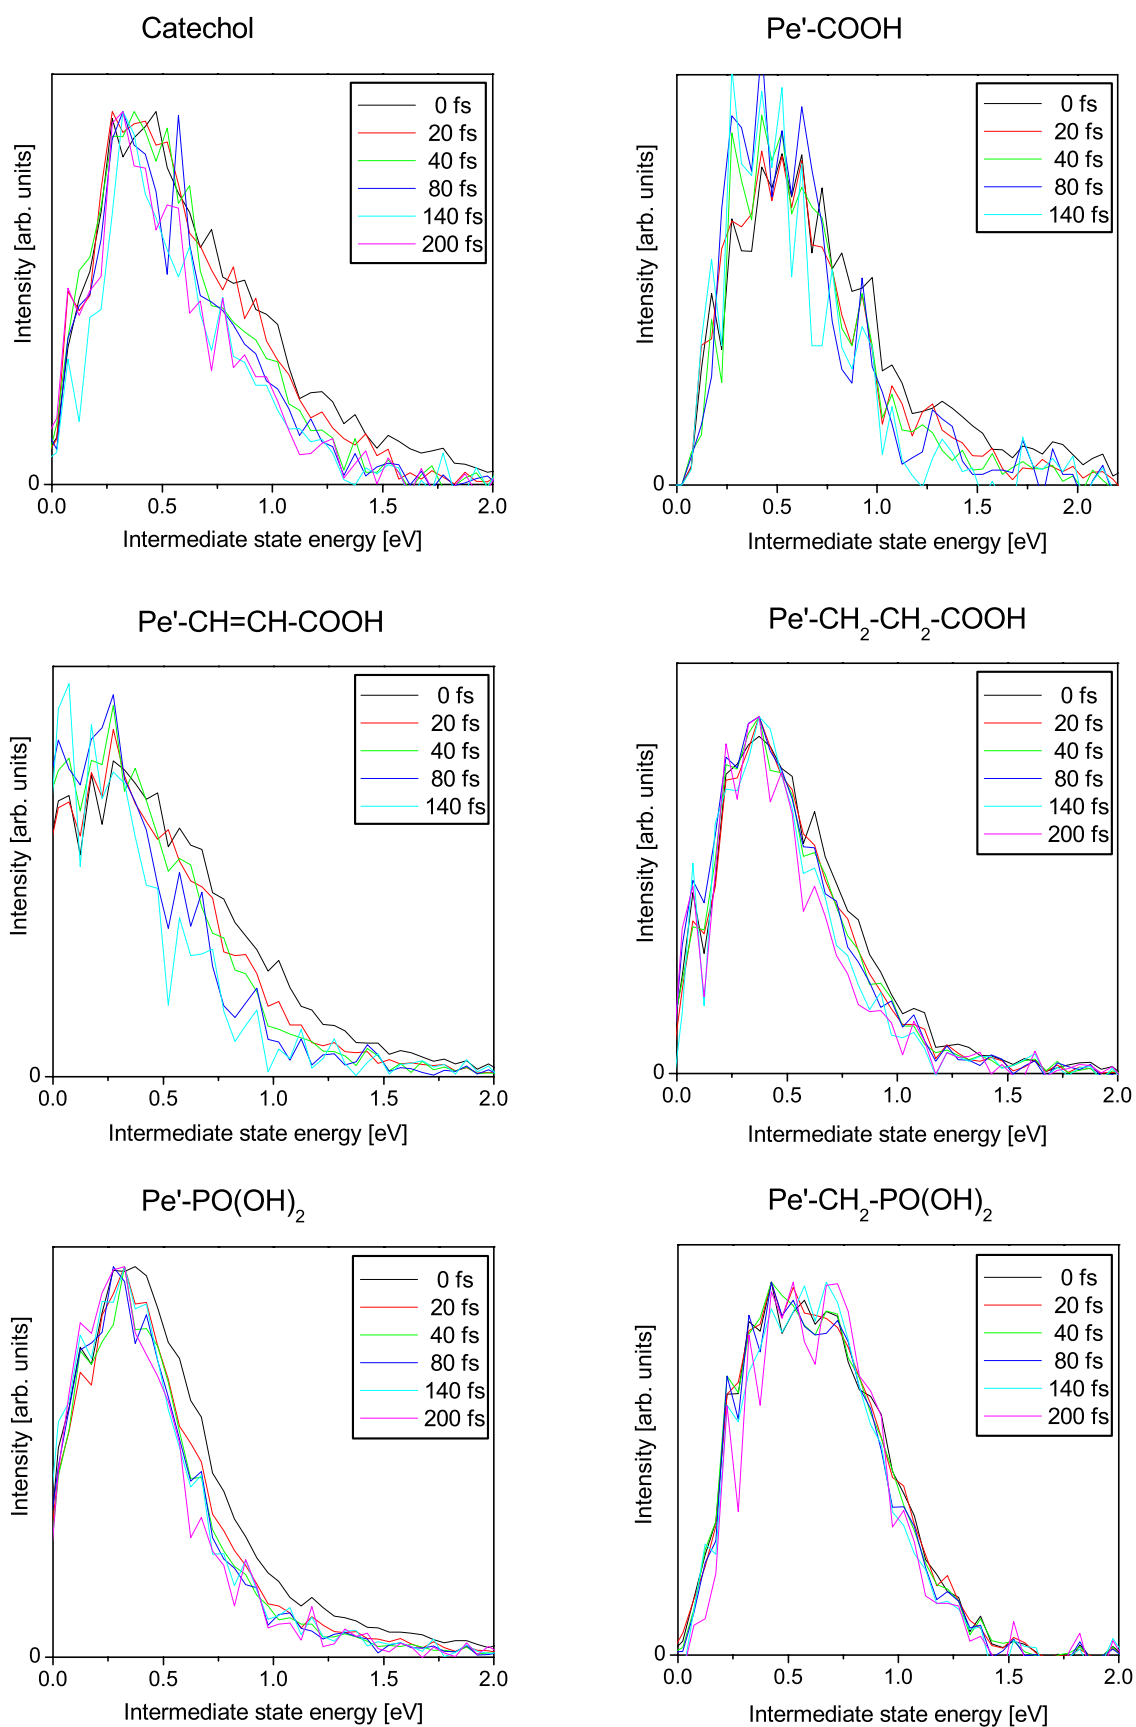 Catechol
Intensity [arb. units]
0 fs
20 fs
40 fs
80 fs
140 fs
200 fs
0
0.0 0.5 1.0 1.5 2.0
Intermediate state energy [eV]
Pe'-COOH
Intensity [arb. units]
0 fs
20 fs
40 fs
80 fs
140 fs
0
0.0 0.5 1.0 1.5 2.0
Intermediate state energy [eV]
Pe'-CH=CH-COOH
Intensity [arb. units]
0 fs
20 fs
40 fs
80 fs
140 fs
0
0.0 0.5 1.0 1.5 2.0
Intermediate state energy [eV]
Pe'-CH₂-CH₂-COOH
Intensity [arb. units]
0 fs
20 fs
40 fs
80 fs
140 fs
200 fs
0
0.0 0.5 1.0 1.5 2.0
Intermediate state energy [eV]
Pe'-PO(OH)₂
Intensity [arb. units]
0 fs
20 fs
40 fs
80 fs
140 fs
200 fs
0
0.0 0.5 1.0 1.5 2.0
Intermediate state energy [eV]
Pe'-CH₂-PO(OH)₂
Intensity [arb. units]
0 fs
20 fs
40 fs
80 fs
140 fs
200 fs
0
0.0 0.5 1.0 1.5 2.0
Intermediate state energy [eV]